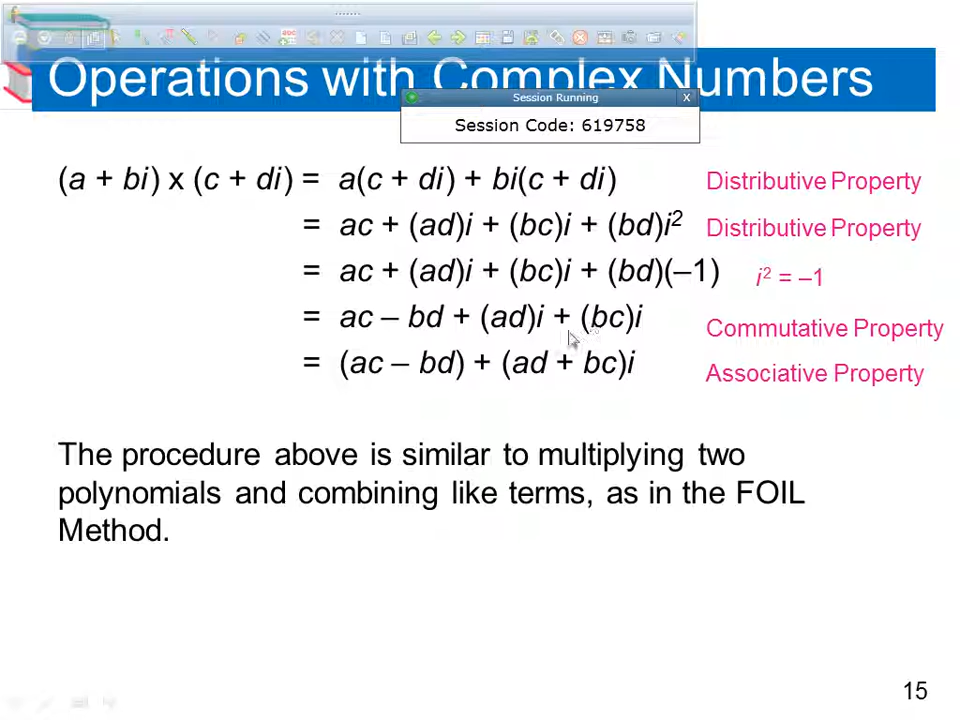 Operations with Complex Numbers
Session Running X
Session Code: 619758
(a + bi) x (c + di) = a(c + di) + bi(c + di) Distributive Property
= ac + (ad)i + (bc)i + (bd)i² Distributive Property
= ac + (ad)i + (bc)i + (bd)(–1) i² = –1
= ac – bd + (ad)i + (bc)i Commutative Property
= (ac – bd) + (ad + bc)i Associative Property
The procedure above is similar to multiplying two
polynomials and combining like terms, as in the FOIL
Method.
15